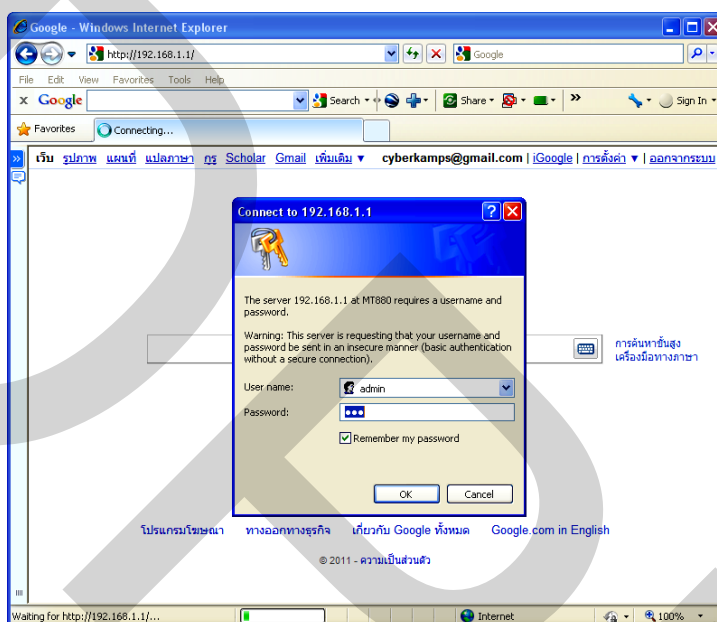 Google - Windows Internet Explorer
http://192.168.1.1/
Google
File Edit View Favorites Tools Help
x Google Search Share Sign In
Favorites Connecting...
เว็บ รูปภาพ แผนที่ แปลภาษา กรุ Scholar Gmail เพิ่มเติม ▼ cyberkamps@gmail.com | iGoogle | การตั้งค่า ▼ | ออกจากระบบ
Connect to 192.168.1.1
The server 192.168.1.1 at MT880 requires a username and
password.
Warning: This server is requesting that your username and
password be sent in an insecure manner (basic authentication
without a secure connection).
User name: admin
Password: •••
Remember my password
OK Cancel
การค้นหาขั้นสูง
เครื่องมือทางภาษา
โปรแกรมโฆษณา ทางออกทางธุรกิจ เกี่ยวกับ Google ทั้งหมด Google.com in English
© 2011 - ความเป็นส่วนตัว
Waiting for http://192.168.1.1/... Internet 100%